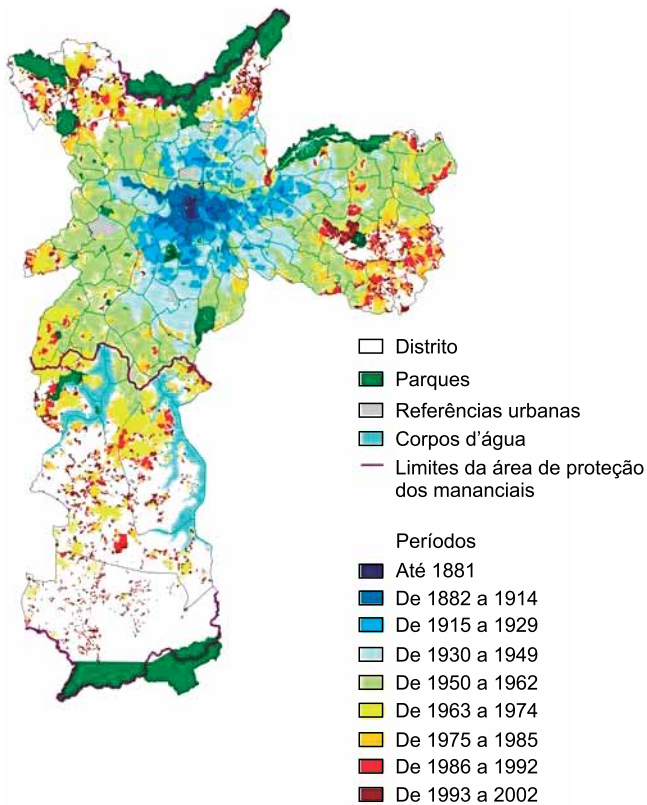 Distrito
Parques
Referências urbanas
Corpos d’água
Limites da área de proteção
dos mananciais
Períodos
Até 1881
De 1882 a 1914
De 1915 a 1929
De 1930 a 1949
De 1950 a 1962
De 1963 a 1974
De 1975 a 1985
De 1986 a 1992
De 1993 a 2002